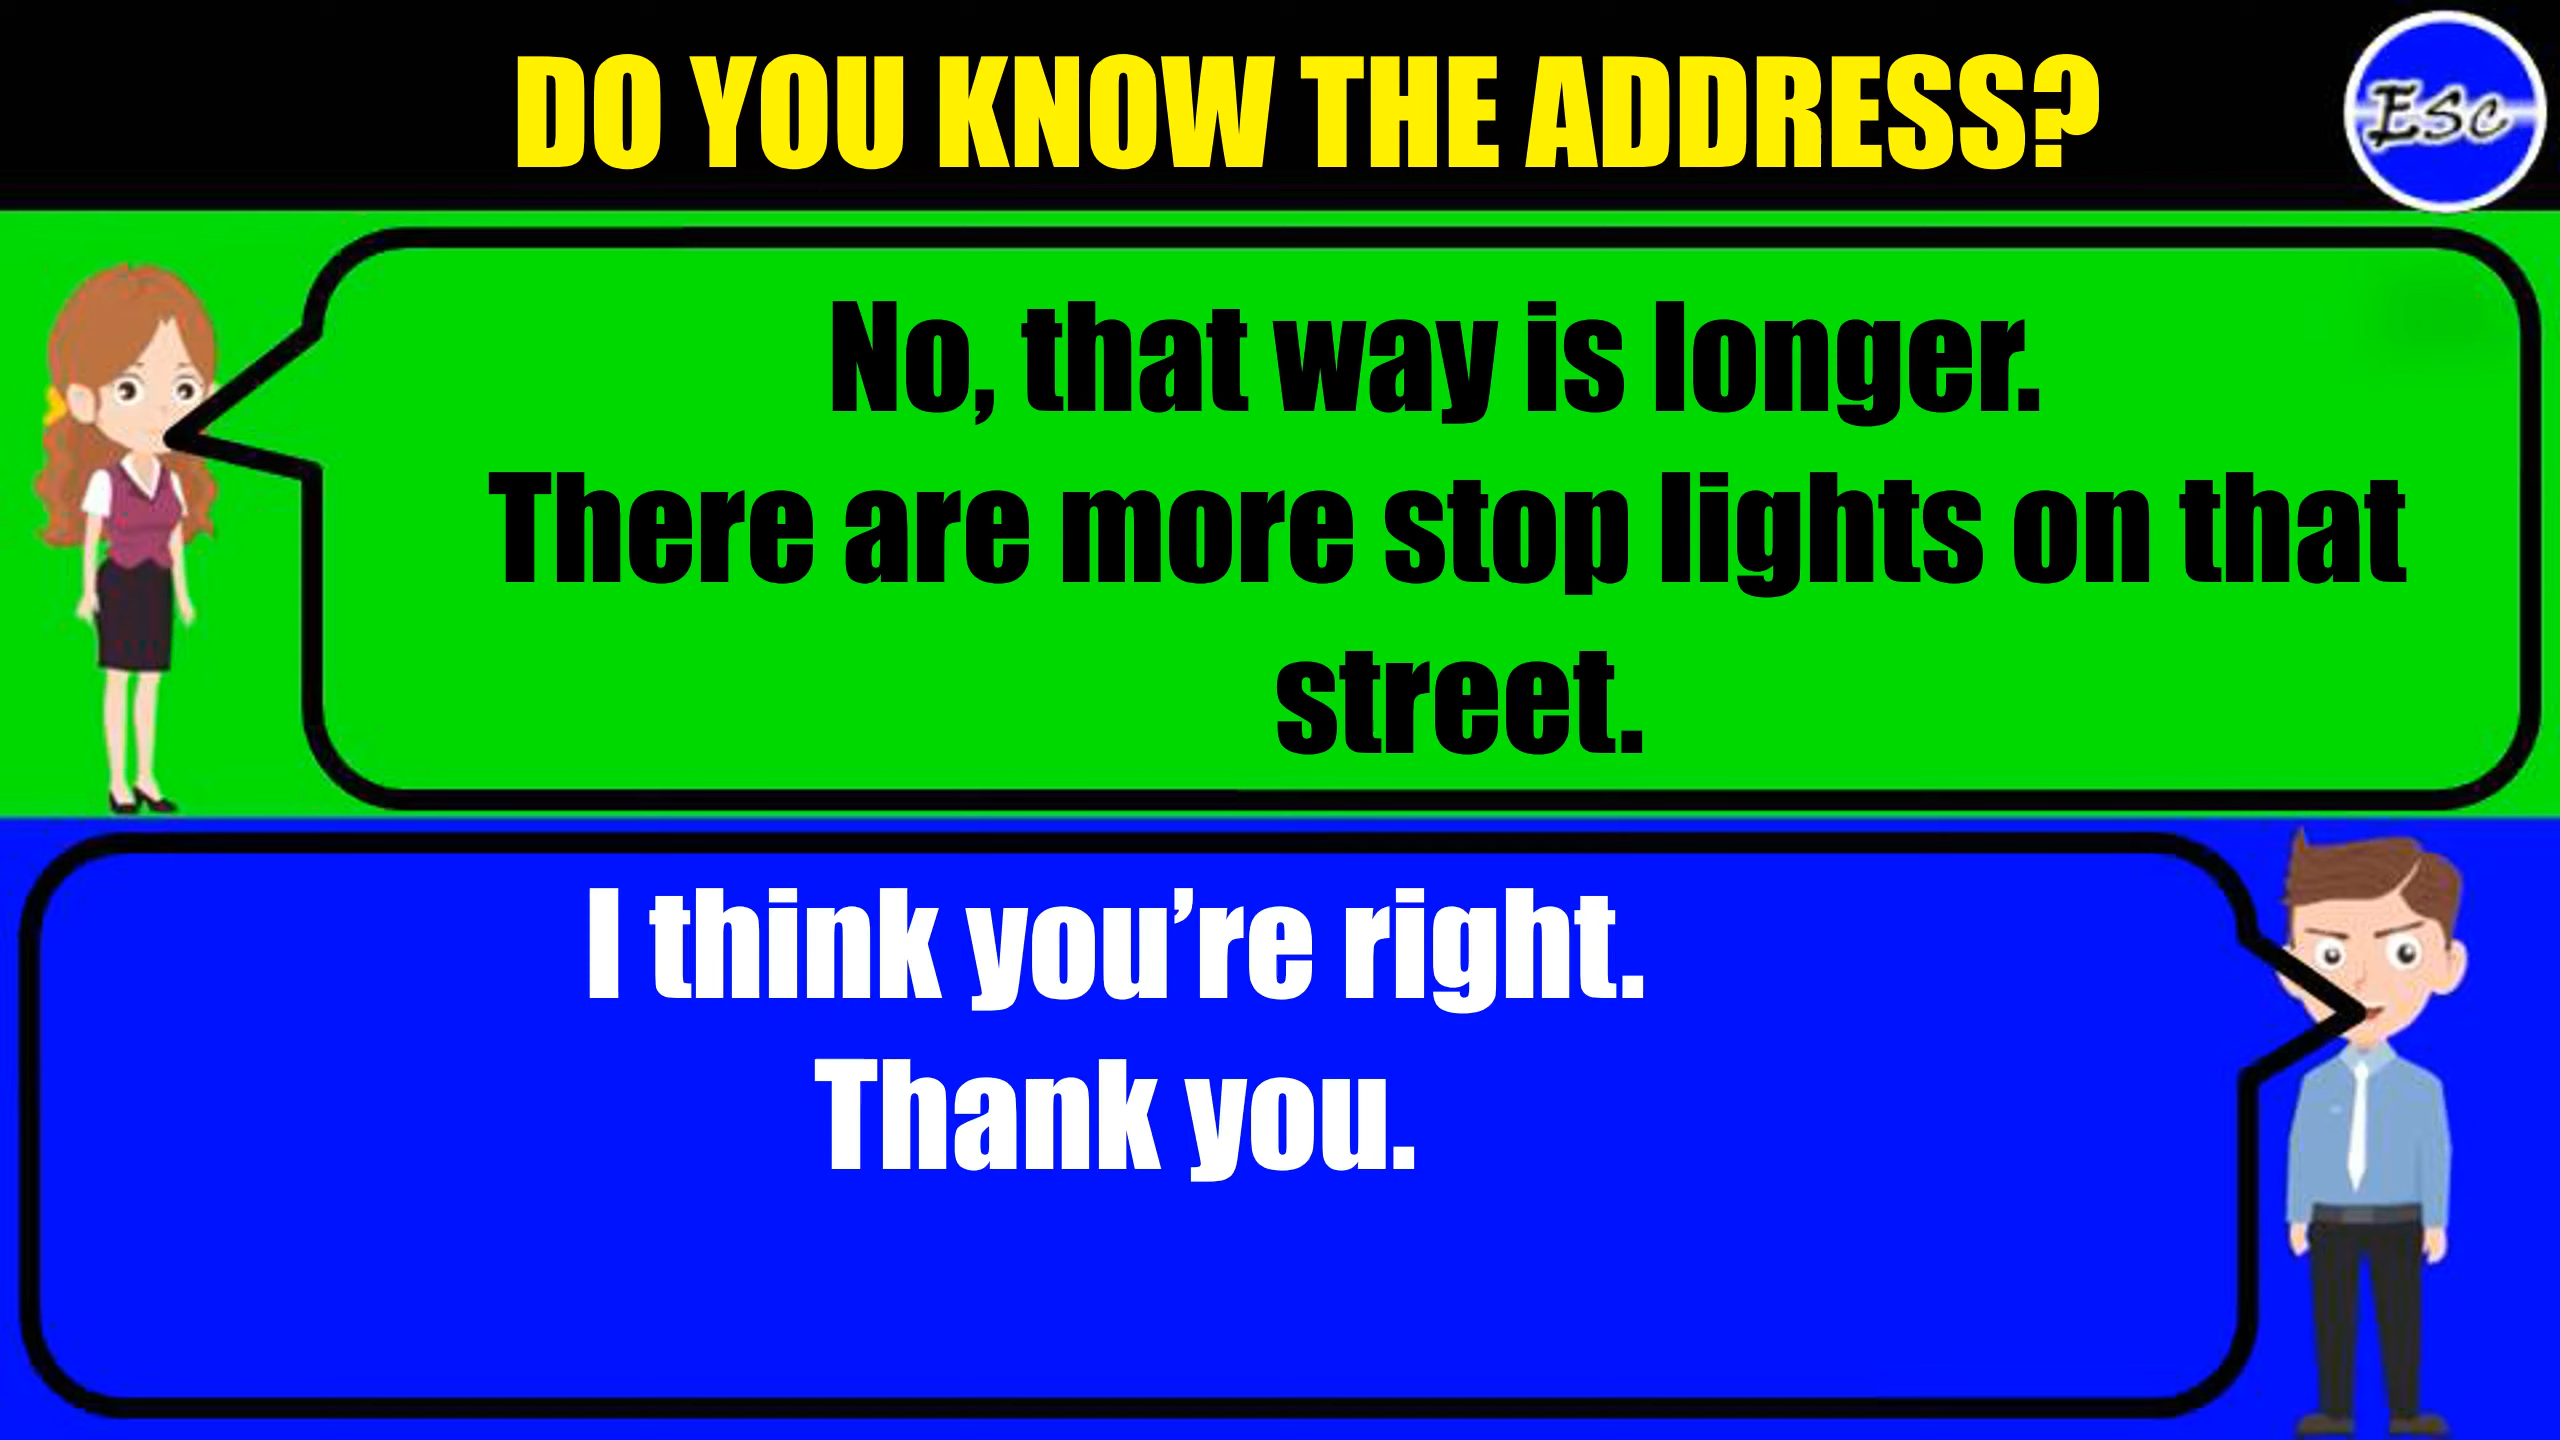 DO YOU KNOW THE ADDRESS?
Esc
No, that way is longer.
There are more stop lights on that
street.
I think you’re right.
Thank you.